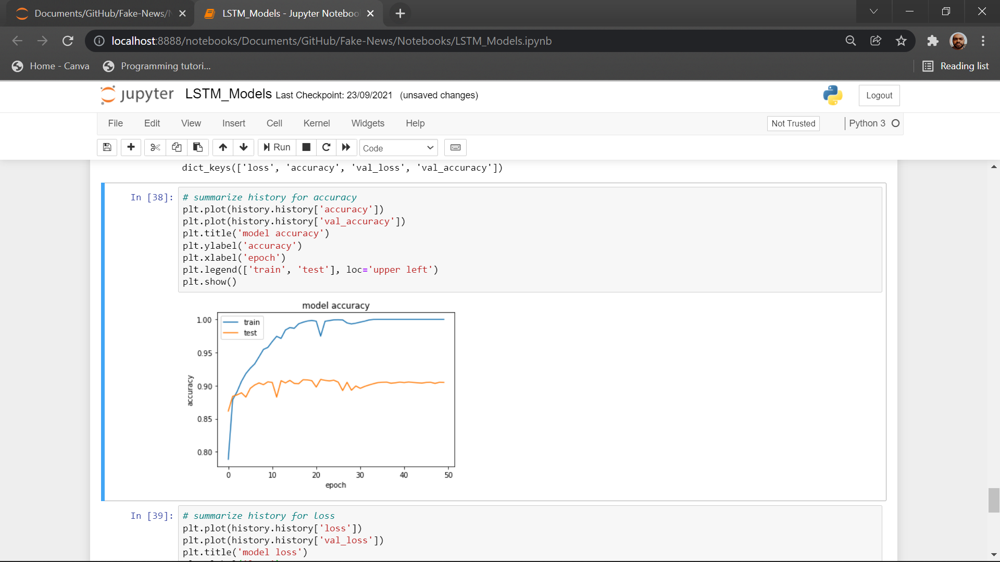 Documents/GitHub/Fake-News/N
LSTM_Models - Jupyter Noteboo
localhost:8888/notebooks/Documents/GitHub/Fake-News/Notebooks/LSTM_Models.ipynb
Home - Canva
Programming tutori...
Reading list
jupyter
LSTM_Models Last Checkpoint: 23/09/2021 (unsaved changes)
Logout
File Edit View Insert Cell Kernel Widgets Help
Not Trusted
Python 3
Run
Code
dict_keys(['loss', 'accuracy', 'val_loss', 'val_accuracy'])
In [38]:
# summarize history for accuracy
plt.plot(history.history['accuracy'])
plt.plot(history.history['val_accuracy'])
plt.title('model accuracy')
plt.ylabel('accuracy')
plt.xlabel('epoch')
plt.legend(['train', 'test'], loc='upper left')
plt.show()
model accuracy
train
test
1.00
0.95
0.90
0.85
0.80
accuracy
0 10 20 30 40 50
epoch
In [39]:
# summarize history for loss
plt.plot(history.history['loss'])
plt.plot(history.history['val_loss'])
plt.title('model loss')